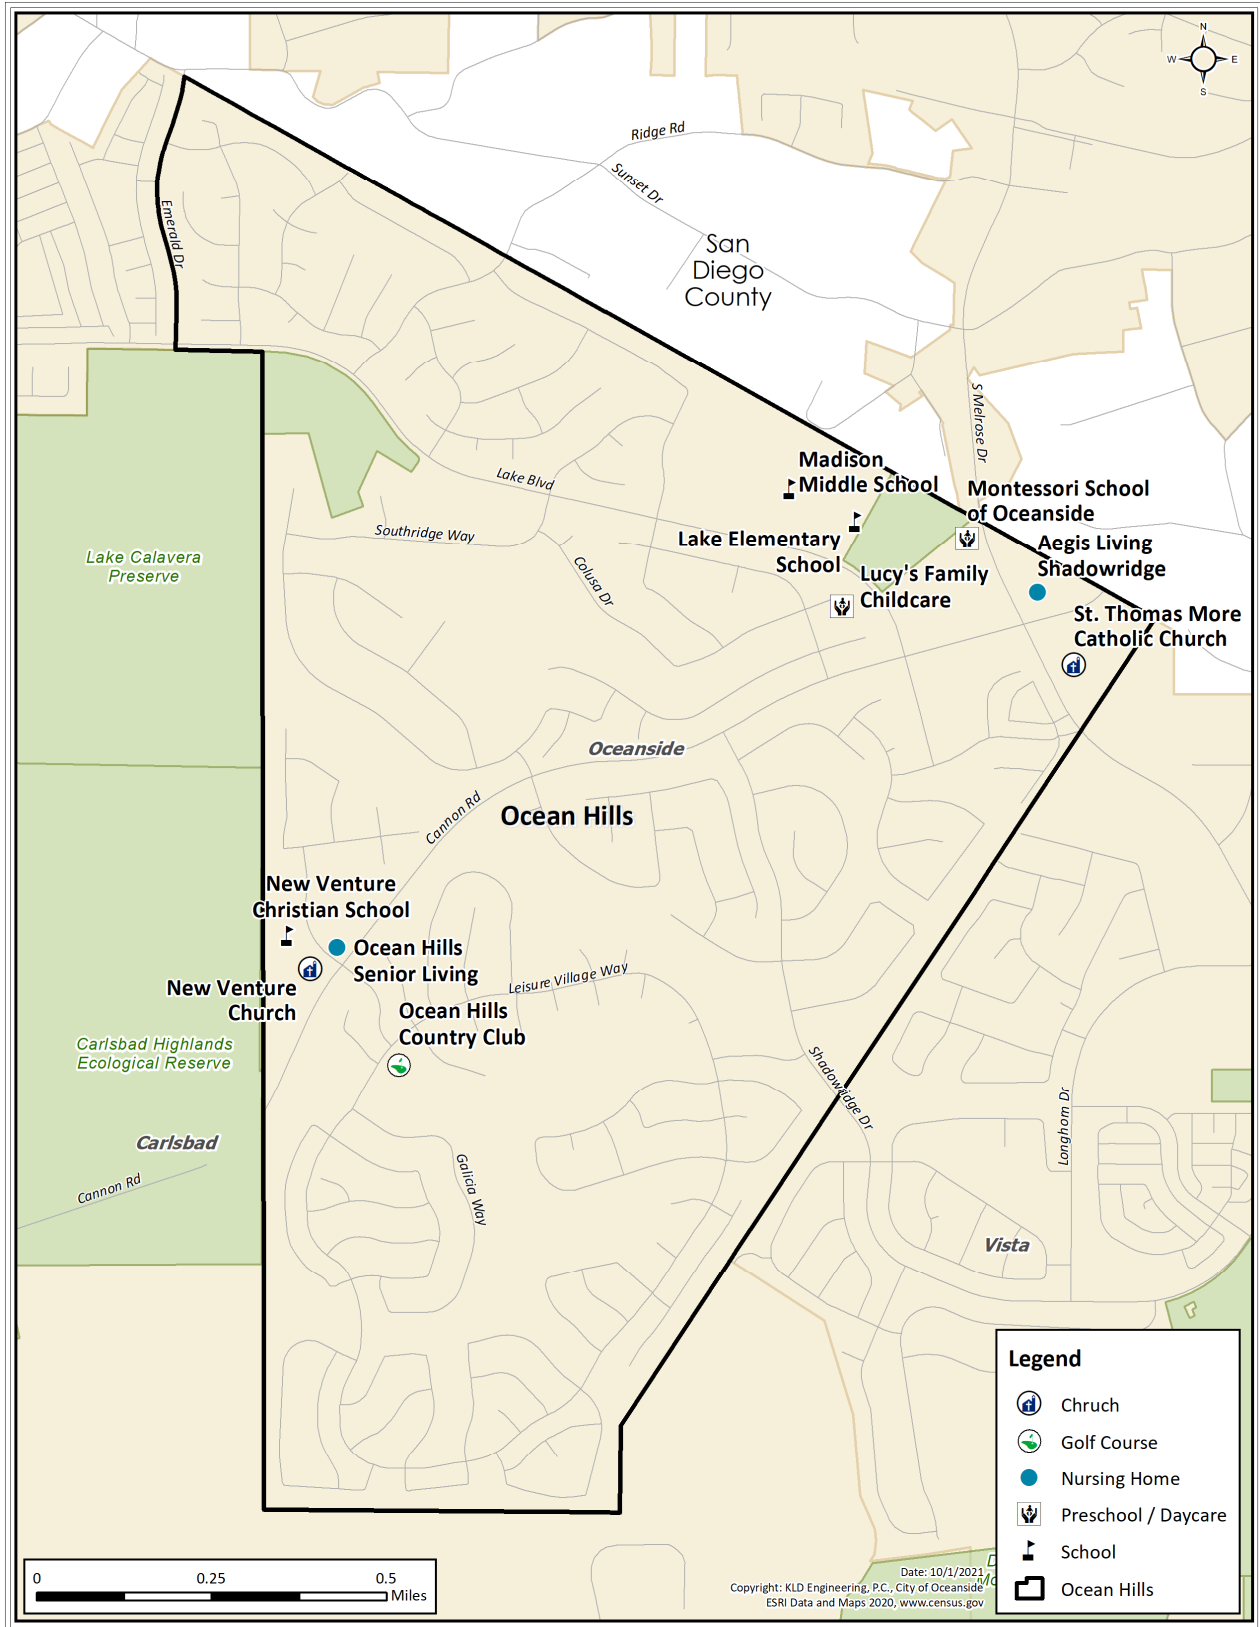 N
W
E
S
Ridge Rd
Sunset Dr
Emerald Dr
San
Diego
County
S Melrose Dr
Madison
Middle School
Lake Blvd
Montessori School
of Oceanside
Southridge Way
Lake Elementary
School
Aegis Living
Shadowridge
Lake Calavera
Preserve
Colusa Dr
Lucy's Family
Childcare
St. Thomas More
Catholic Church
Oceanside
Cannon Rd
Ocean Hills
New Venture
Christian School
Ocean Hills
Senior Living
Leisure Village Way
New Venture
Church
Ocean Hills
Country Club
Carlsbad Highlands
Ecological Reserve
Shadowridge Dr
Longhorn Dr
Carlsbad
Cannon Rd
Galicia Way
Vista
Legend
Chruch
Golf Course
Nursing Home
Preschool / Daycare
School
Ocean Hills
0
0.25
0.5
Miles
Date: 10/1/2021
Copyright: KLD Engineering, P.C., City of Oceanside
ESRI Data and Maps 2020, www.census.gov